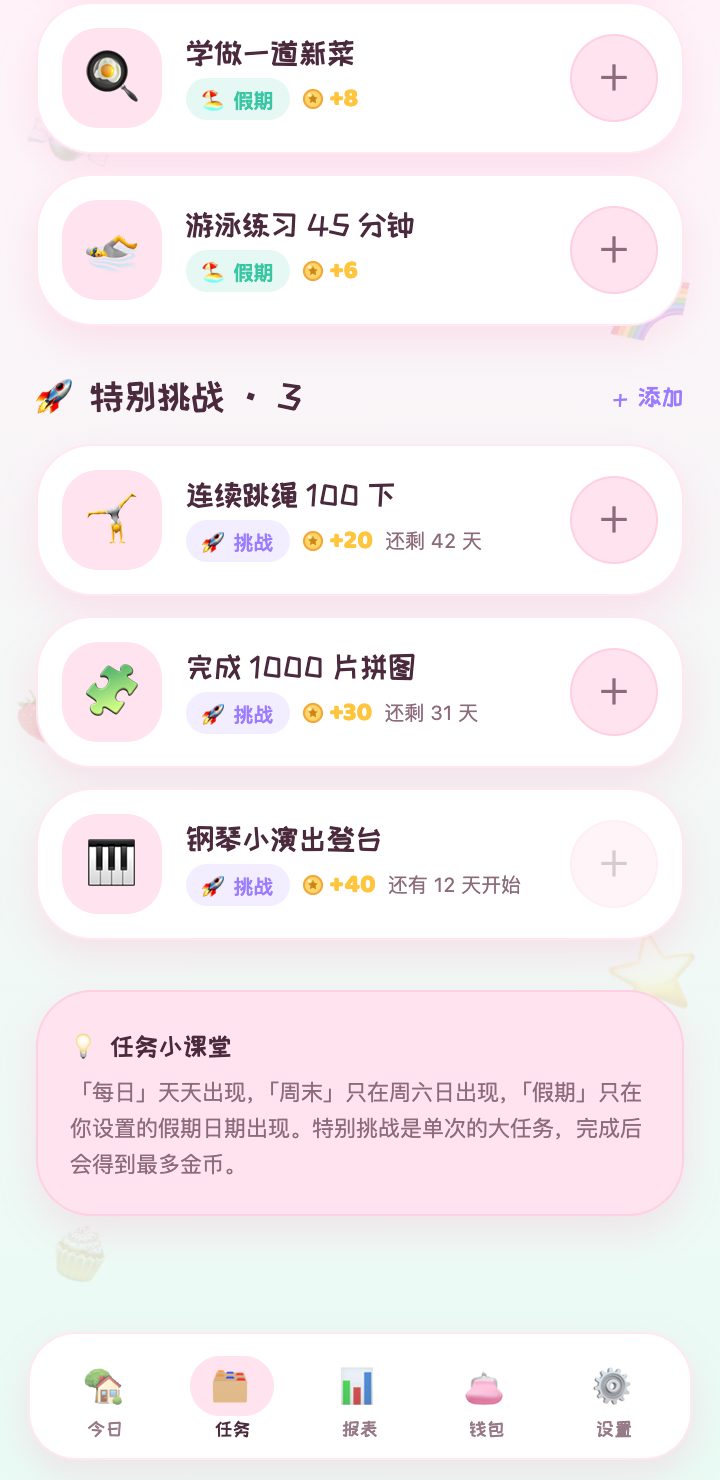 学做一道新菜
假期 +8
游泳练习 45 分钟
假期 +6
特别挑战 · 3
+ 添加
连续跳绳 100 下
挑战 +20 还剩 42 天
完成 1000 片拼图
挑战 +30 还剩 31 天
钢琴小演出登台
挑战 +40 还有 12 天开始
任务小课堂
「每日」天天出现，「周末」只在周六日出现，「假期」只在
你设置的假期日期出现。特别挑战是单次的大任务，完成后
会得到最多金币。
今日 任务 报表 钱包 设置